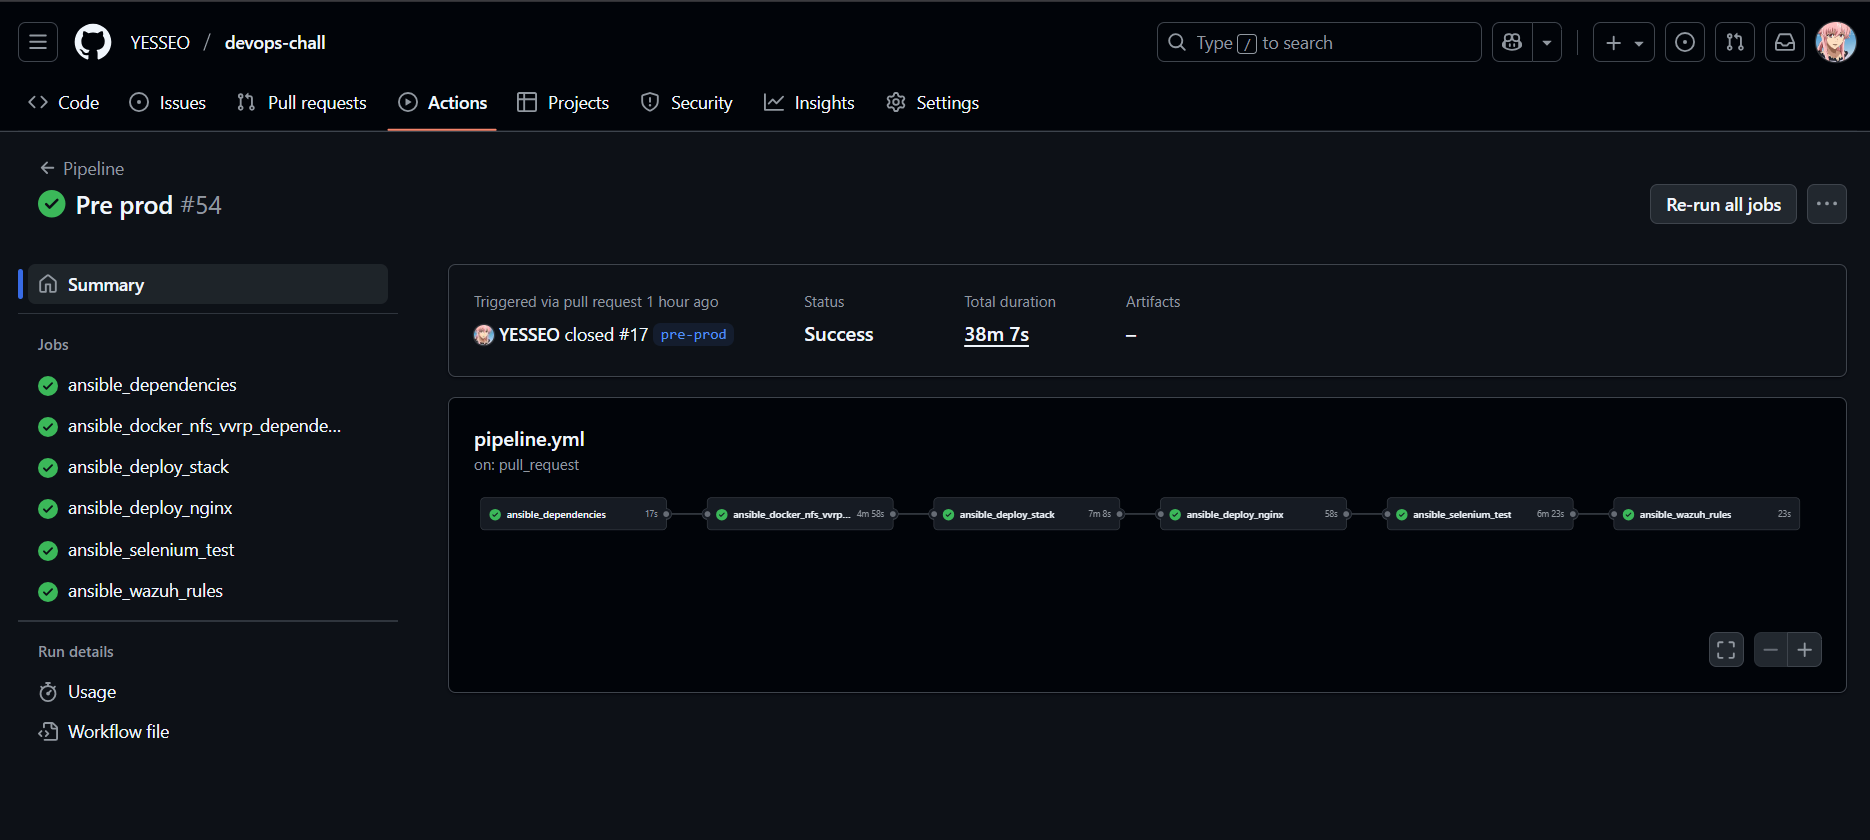 YESSEO / devops-chall
Type / to search
Code
Issues
Pull requests
Actions
Projects
Security
Insights
Settings
Pipeline
Pre prod #54
Re-run all jobs
Summary
Jobs
ansible_dependencies
ansible_docker_nfs_vvrp_depende...
ansible_deploy_stack
ansible_deploy_nginx
ansible_selenium_test
ansible_wazuh_rules
Run details
Usage
Workflow file
Triggered via pull request 1 hour ago
YESSEO closed #17 pre-prod
Status
Success
Total duration
38m 7s
Artifacts
–
pipeline.yml
on: pull_request
ansible_dependencies 17s
ansible_docker_nfs_vvrp... 4m 58s
ansible_deploy_stack 7m 8s
ansible_deploy_nginx 58s
ansible_selenium_test 6m 23s
ansible_wazuh_rules 23s